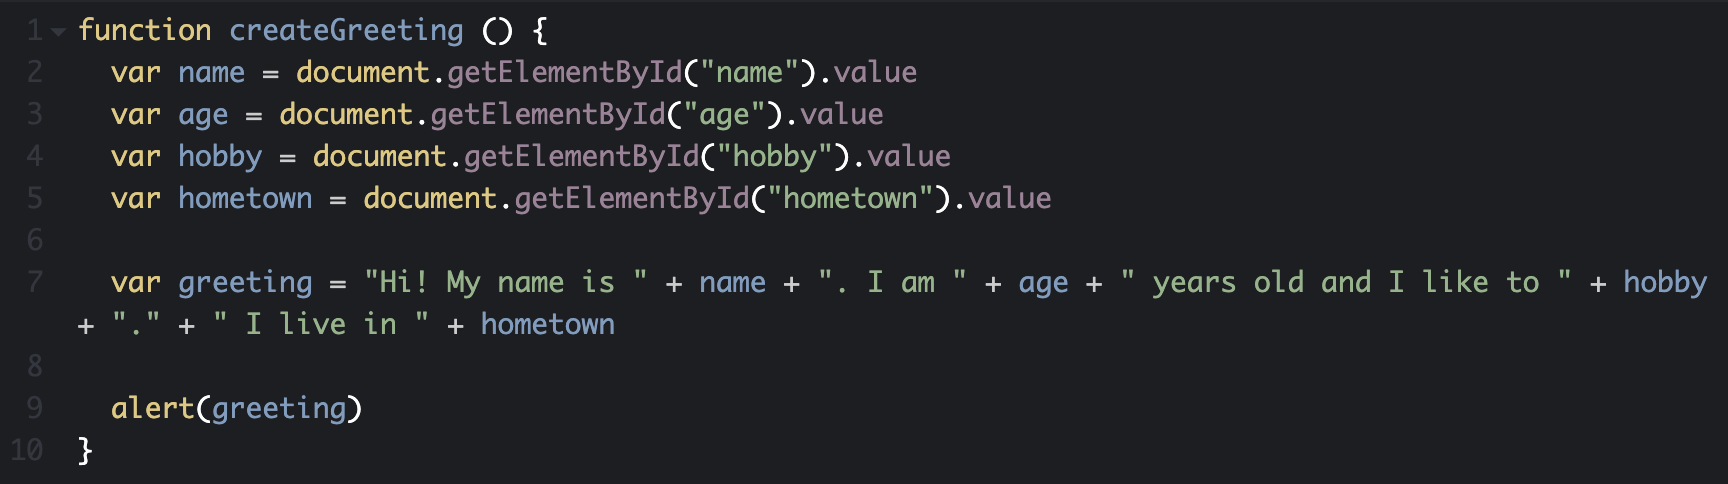 1 function createGreeting () {
2   var name = document.getElementById("name").value
3   var age = document.getElementById("age").value
4   var hobby = document.getElementById("hobby").value
5   var hometown = document.getElementById("hometown").value
6
7   var greeting = "Hi! My name is " + name + ". I am " + age + " years old and I like to " + hobby
+ "." + " I live in " + hometown
8
9   alert(greeting)
10 }